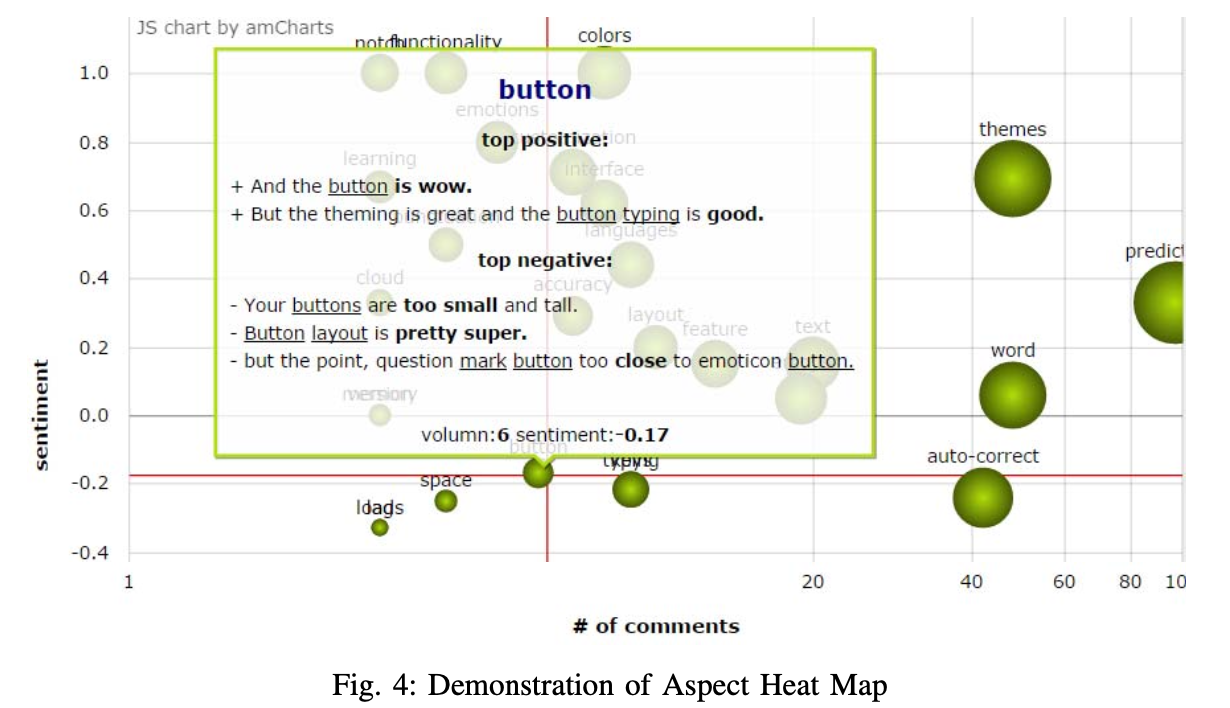 JS chart by amCharts
notch
functionality
colors
1.0
button
emotions
themes
0.8
top positive:
learning
interface
+ And the button is wow.
0.6
+ But the theming is great and the button typing is good.
languages
predict
top negative:
0.4
cloud
accuracy
- Your buttons are too small and tall.
layout
feature
text
- Button layout is pretty super.
0.2
word
- but the point, question mark button too close to emoticon button.
sentiment
0.0
volumn:6 sentiment:-0.17
button
auto-correct
typing
-0.2
space
-0.4
1
20
40
60
80
10
# of comments
Fig. 4: Demonstration of Aspect Heat Map